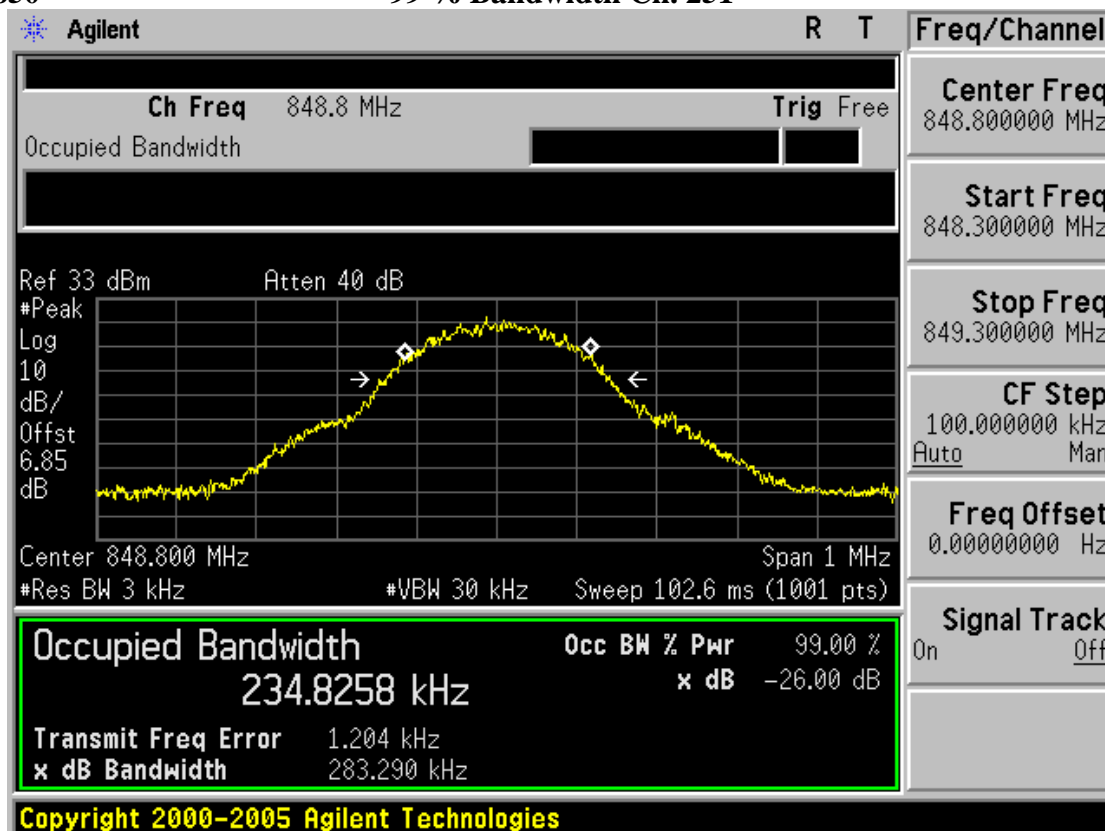 99 % Bandwidth Ch. 251
Agilent R T Freq/Channel
Ch Freq 848.8 MHz Trig Free
Occupied Bandwidth
Center Freq
848.800000 MHz
Start Freq
848.300000 MHz
Stop Freq
849.300000 MHz
CF Step
100.000000 kHz
Auto Man
Freq Offset
0.00000000 Hz
Signal Track
On Off
Ref 33 dBm Atten 40 dB
#Peak
Log
10
dB/
Offst
6.85
dB
Center 848.800 MHz Span 1 MHz
#Res BW 3 kHz #VBW 30 kHz Sweep 102.6 ms (1001 pts)
Occupied Bandwidth Occ BW % Pwr 99.00 %
234.8258 kHz x dB -26.00 dB
Transmit Freq Error 1.204 kHz
x dB Bandwidth 283.290 kHz
Copyright 2000-2005 Agilent Technologies